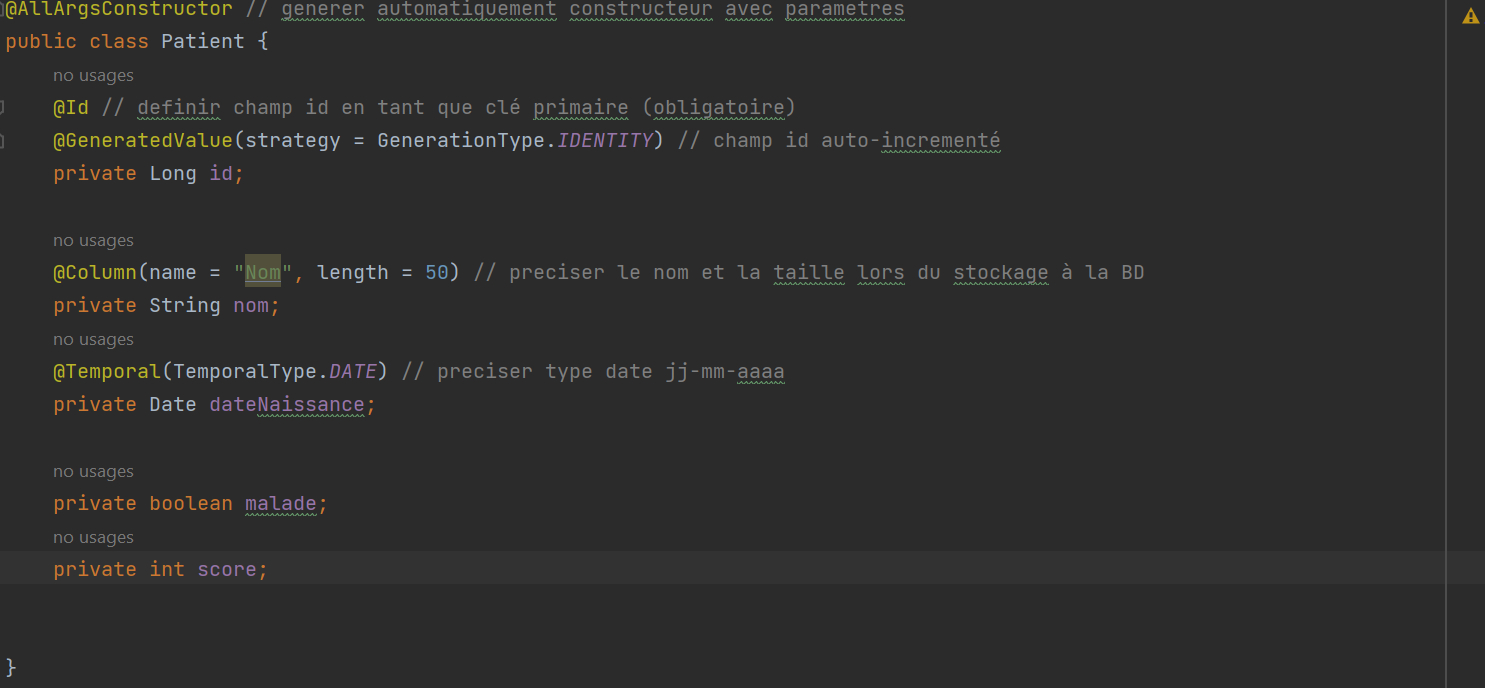 @AllArgsConstructor // generer automatiquement constructeur avec parametres
public class Patient {
no usages
@Id // definir champ id en tant que clé primaire (obligatoire)
@GeneratedValue(strategy = GenerationType.IDENTITY) // champ id auto-incrementé
private Long id;
no usages
@Column(name = "Nom", length = 50) // preciser le nom et la taille lors du stockage à la BD
private String nom;
no usages
@Temporal(TemporalType.DATE) // preciser type date jj-mm-aaaa
private Date dateNaissance;
no usages
private boolean malade;
no usages
private int score;
}